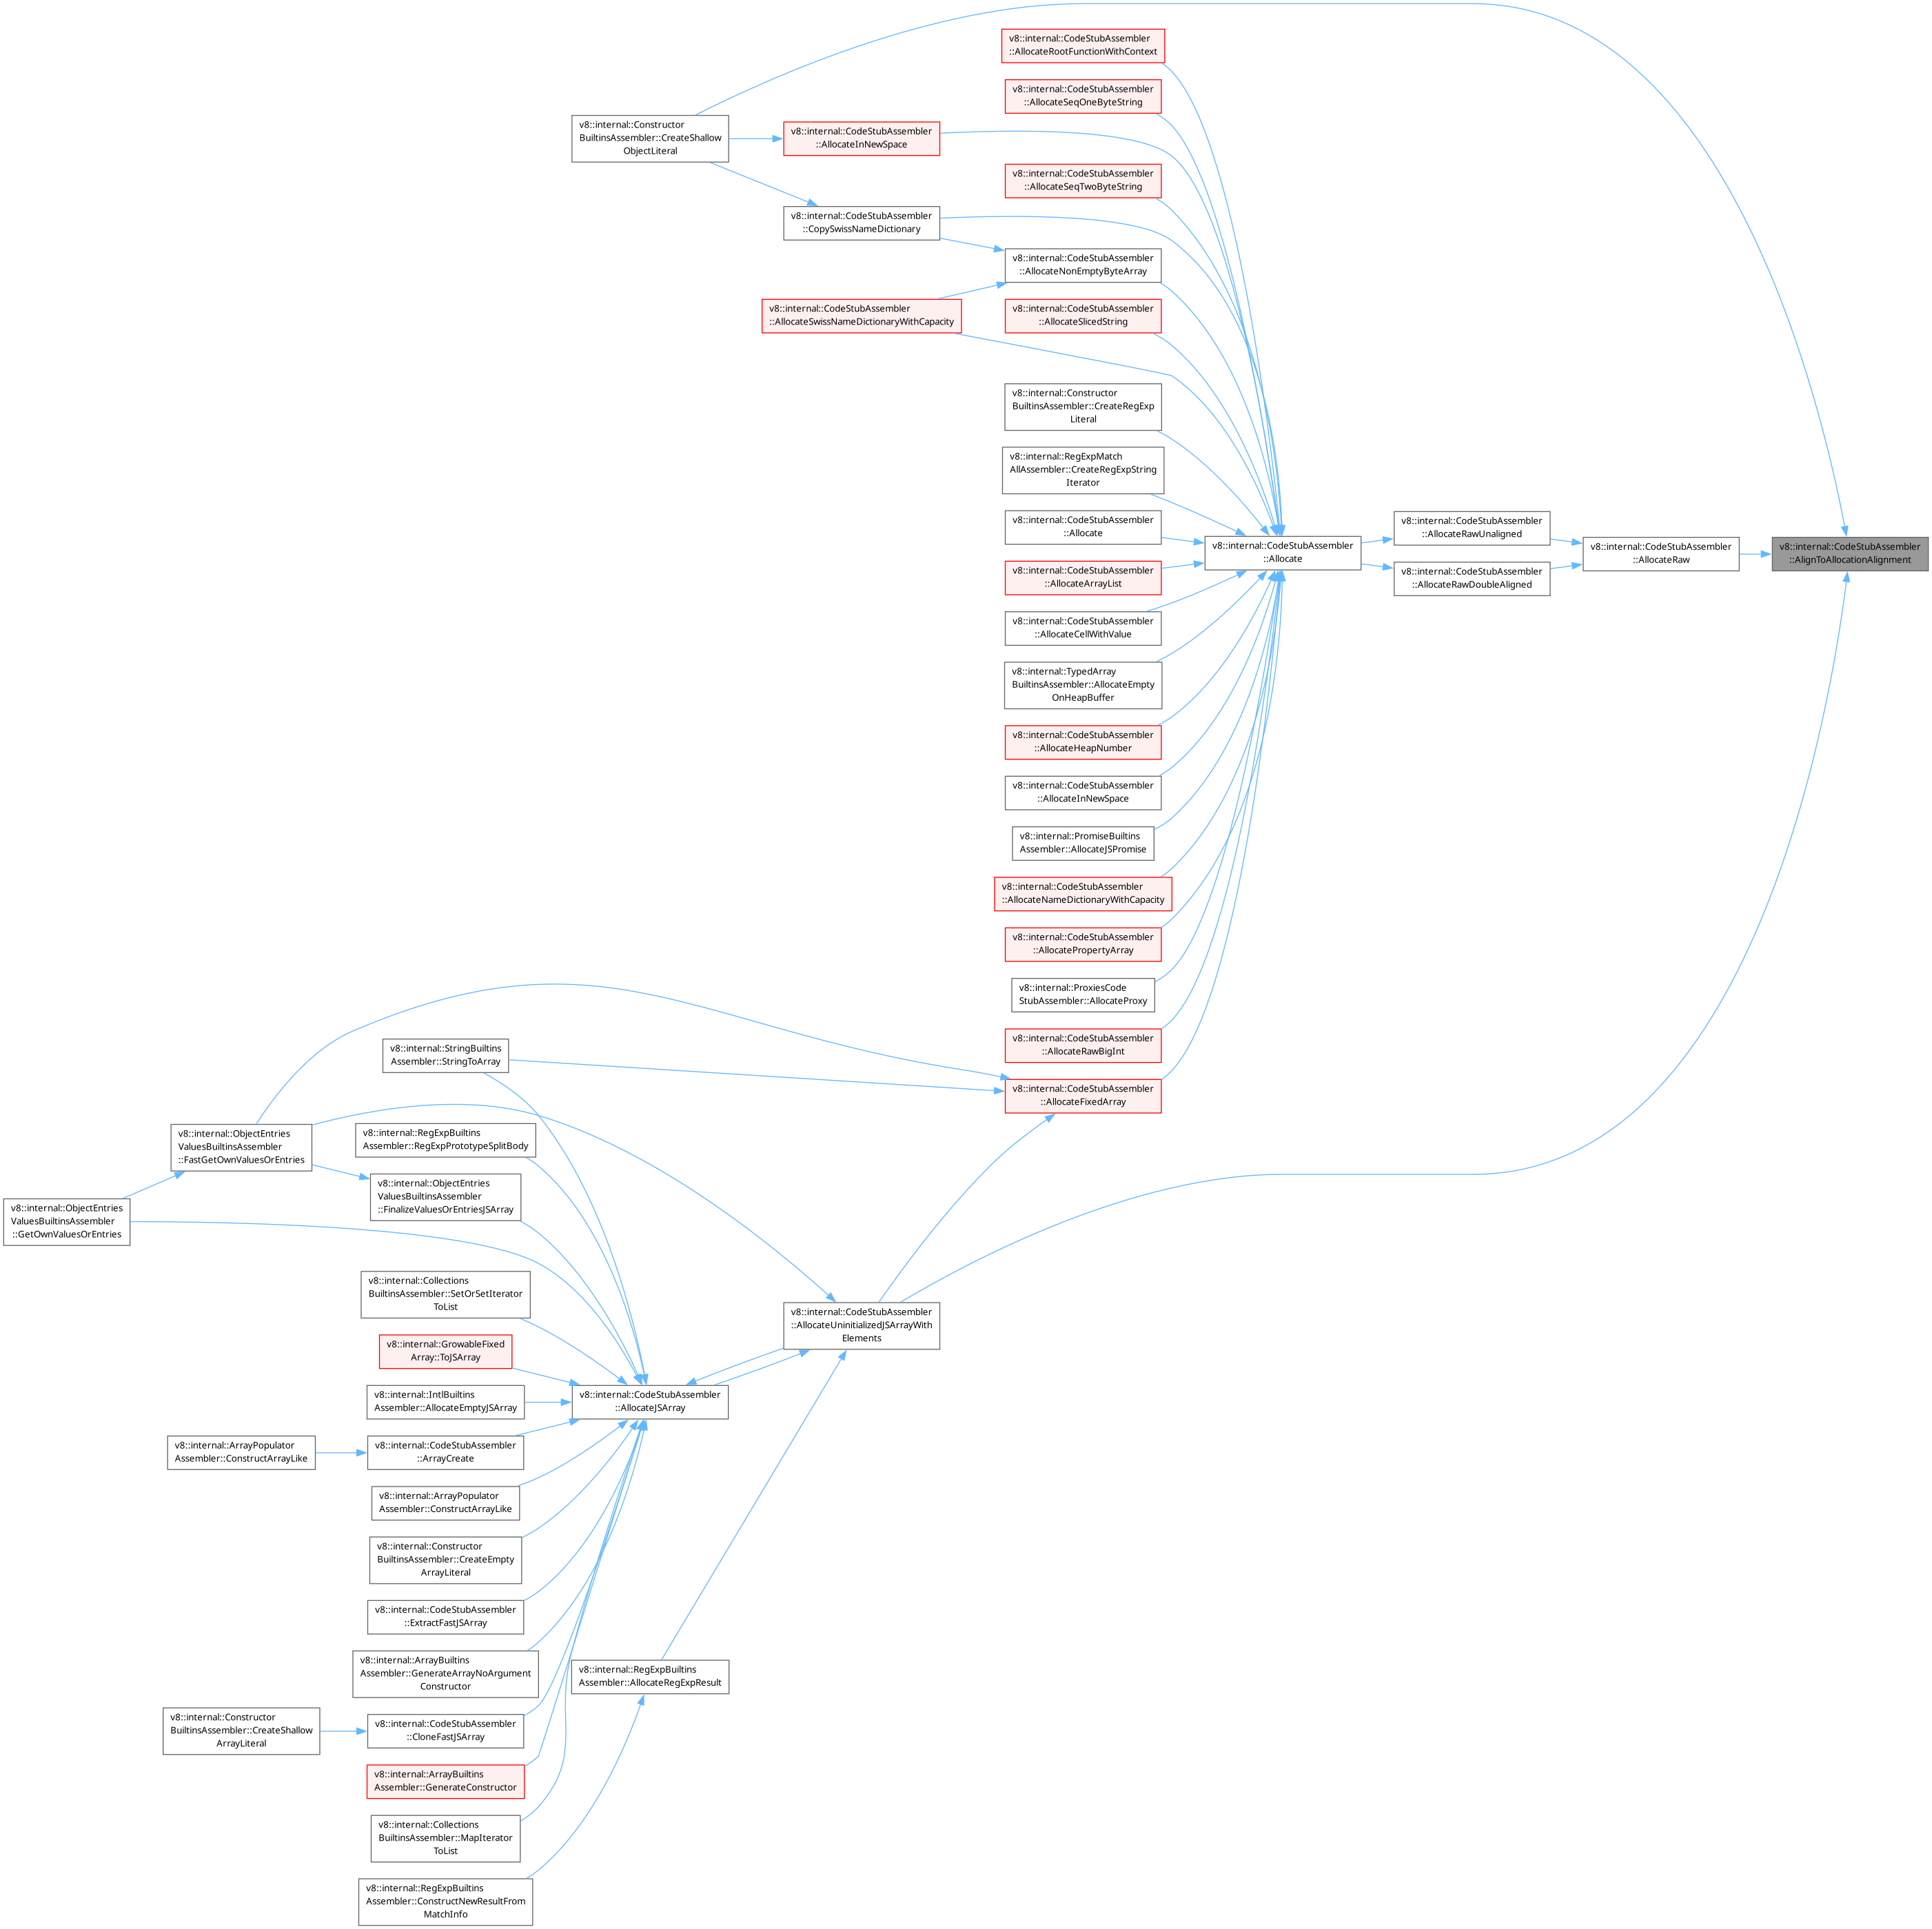 v8::internal::CodeStubAssembler
::AllocateRootFunctionWithContext
v8::internal::CodeStubAssembler
::AllocateSeqOneByteString
v8::internal::Constructor
BuiltinsAssembler::CreateShallow
ObjectLiteral
v8::internal::CodeStubAssembler
::AllocateInNewSpace
v8::internal::CodeStubAssembler
::AllocateSeqTwoByteString
v8::internal::CodeStubAssembler
::CopySwissNameDictionary
v8::internal::CodeStubAssembler
::AllocateNonEmptyByteArray
v8::internal::CodeStubAssembler
::AllocateSwissNameDictionaryWithCapacity
v8::internal::CodeStubAssembler
::AllocateSlicedString
v8::internal::Constructor
BuiltinsAssembler::CreateRegExp
Literal
v8::internal::RegExpMatch
AllAssembler::CreateRegExpString
Iterator
v8::internal::CodeStubAssembler
::Allocate
v8::internal::CodeStubAssembler
::Allocate
v8::internal::CodeStubAssembler
::AllocateRawUnaligned
v8::internal::CodeStubAssembler
::AllocateRawDoubleAligned
v8::internal::CodeStubAssembler
::AllocateRaw
v8::internal::CodeStubAssembler
::AlignToAllocationAlignment
v8::internal::CodeStubAssembler
::AllocateArrayList
v8::internal::CodeStubAssembler
::AllocateCellWithValue
v8::internal::TypedArray
BuiltinsAssembler::AllocateEmpty
OnHeapBuffer
v8::internal::CodeStubAssembler
::AllocateHeapNumber
v8::internal::CodeStubAssembler
::AllocateInNewSpace
v8::internal::PromiseBuiltins
Assembler::AllocateJSPromise
v8::internal::CodeStubAssembler
::AllocateNameDictionaryWithCapacity
v8::internal::CodeStubAssembler
::AllocatePropertyArray
v8::internal::ProxiesCode
StubAssembler::AllocateProxy
v8::internal::CodeStubAssembler
::AllocateRawBigInt
v8::internal::CodeStubAssembler
::AllocateFixedArray
v8::internal::StringBuiltins
Assembler::StringToArray
v8::internal::ObjectEntries
ValuesBuiltinsAssembler
::FastGetOwnValuesOrEntries
v8::internal::RegExpBuiltins
Assembler::RegExpPrototypeSplitBody
v8::internal::ObjectEntries
ValuesBuiltinsAssembler
::FinalizeValuesOrEntriesJSArray
v8::internal::ObjectEntries
ValuesBuiltinsAssembler
::GetOwnValuesOrEntries
v8::internal::Collections
BuiltinsAssembler::SetOrSetIterator
ToList
v8::internal::CodeStubAssembler
::AllocateUninitializedJSArrayWith
Elements
v8::internal::GrowableFixed
Array::ToJSArray
v8::internal::IntlBuiltins
Assembler::AllocateEmptyJSArray
v8::internal::CodeStubAssembler
::AllocateJSArray
v8::internal::ArrayPopulator
Assembler::ConstructArrayLike
v8::internal::CodeStubAssembler
::ArrayCreate
v8::internal::ArrayPopulator
Assembler::ConstructArrayLike
v8::internal::Constructor
BuiltinsAssembler::CreateEmpty
ArrayLiteral
v8::internal::CodeStubAssembler
::ExtractFastJSArray
v8::internal::ArrayBuiltins
Assembler::GenerateArrayNoArgument
Constructor
v8::internal::RegExpBuiltins
Assembler::AllocateRegExpResult
v8::internal::Constructor
BuiltinsAssembler::CreateShallow
ArrayLiteral
v8::internal::CodeStubAssembler
::CloneFastJSArray
v8::internal::ArrayBuiltins
Assembler::GenerateConstructor
v8::internal::Collections
BuiltinsAssembler::MapIterator
ToList
v8::internal::RegExpBuiltins
Assembler::ConstructNewResultFrom
MatchInfo